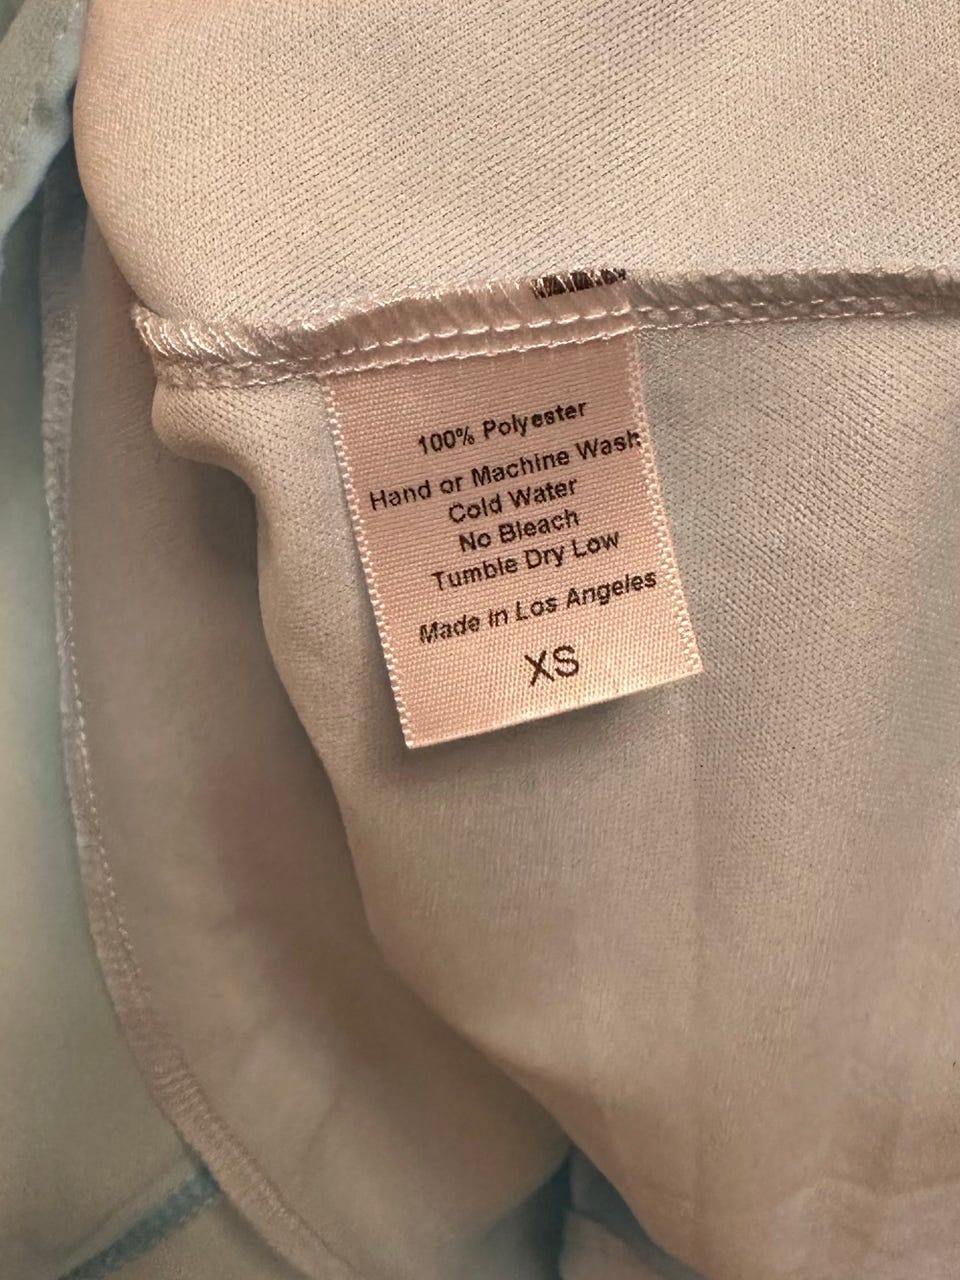 100% Polyester
Hand or Machine Wash
Cold Water
No Bleach
Tumble Dry Low
Made in Los Angeles
XS